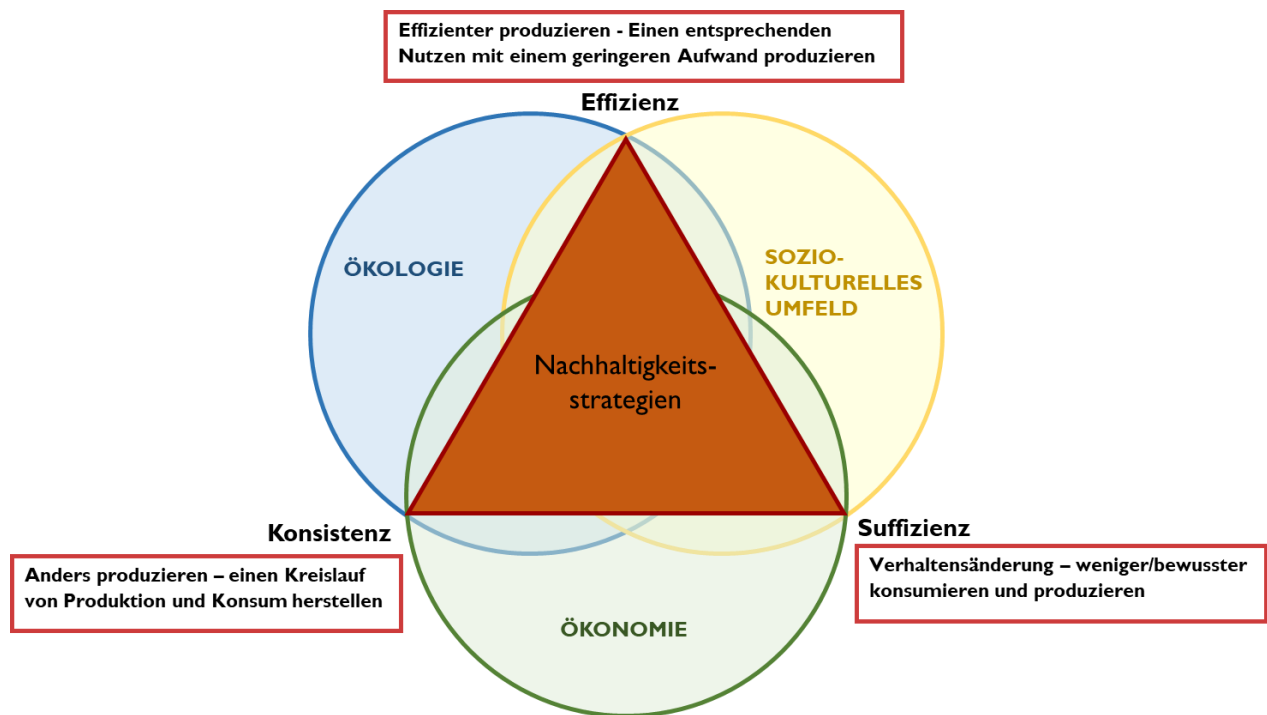 Effizienter produzieren - Einen entsprechenden
Nutzen mit einem geringeren Aufwand produzieren
Effizienz
ÖKOLOGIE
SOZIO-
KULTURELLES
UMFELD
Nachhaltigkeits-
strategien
Konsistenz
Anders produzieren – einen Kreislauf
von Produktion und Konsum herstellen
Suffizienz
Verhaltensänderung – weniger/bewusster
konsumieren und produzieren
ÖKONOMIE